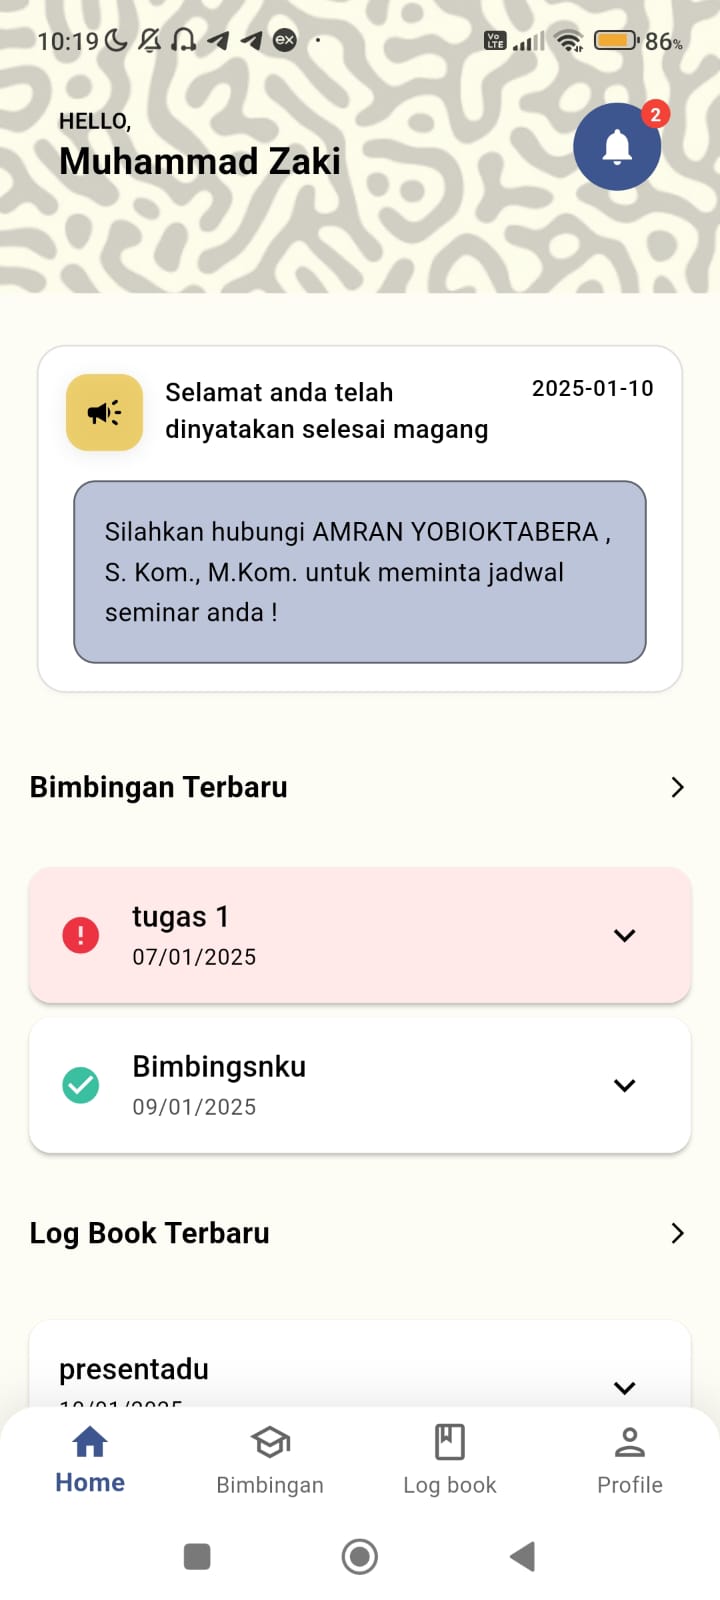 10:19
Vo LTE
86%
HELLO,
Muhammad Zaki
2
Selamat anda telah
dinyatakan selesai magang
2025-01-10
Silahkan hubungi AMRAN YOBIOKTABERA ,
S. Kom., M.Kom. untuk meminta jadwal
seminar anda !
Bimbingan Terbaru
tugas 1
07/01/2025
Bimbingsnku
09/01/2025
Log Book Terbaru
presentadu
Home
Bimbingan
Log book
Profile